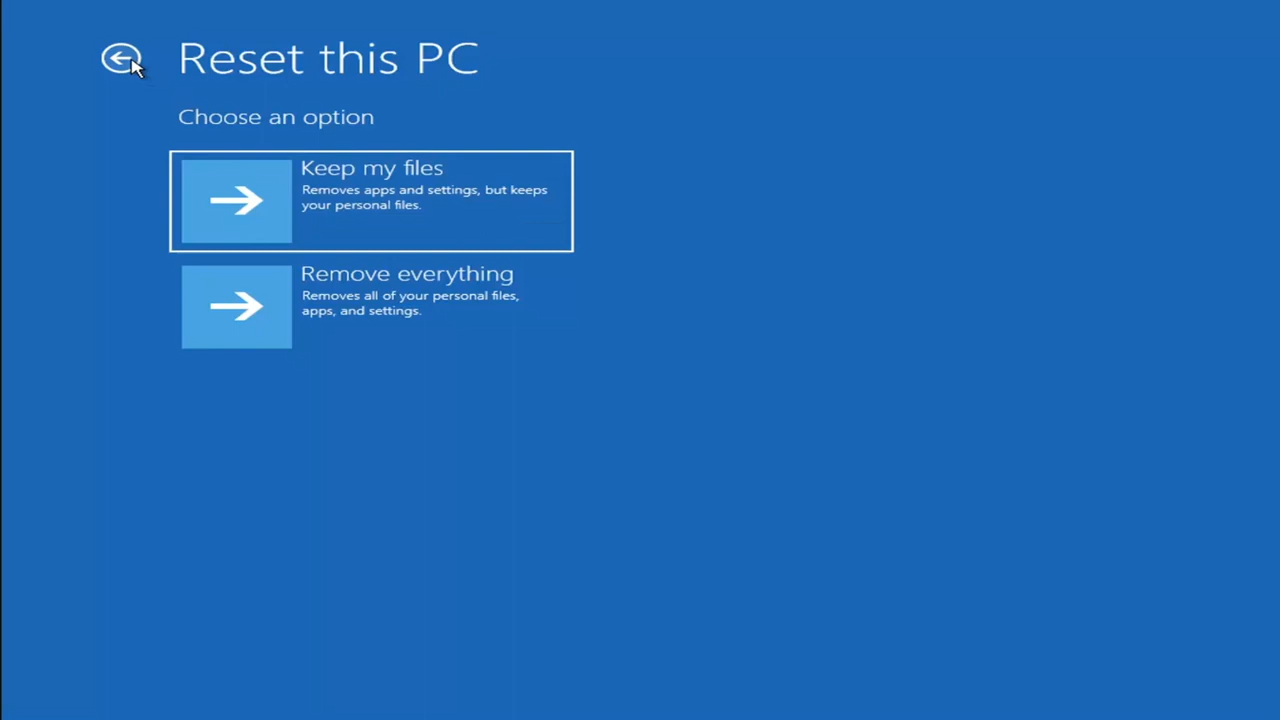 Reset this PC
Choose an option
Keep my files
Removes apps and settings, but keeps
your personal files.
Remove everything
Removes all of your personal files,
apps, and settings.